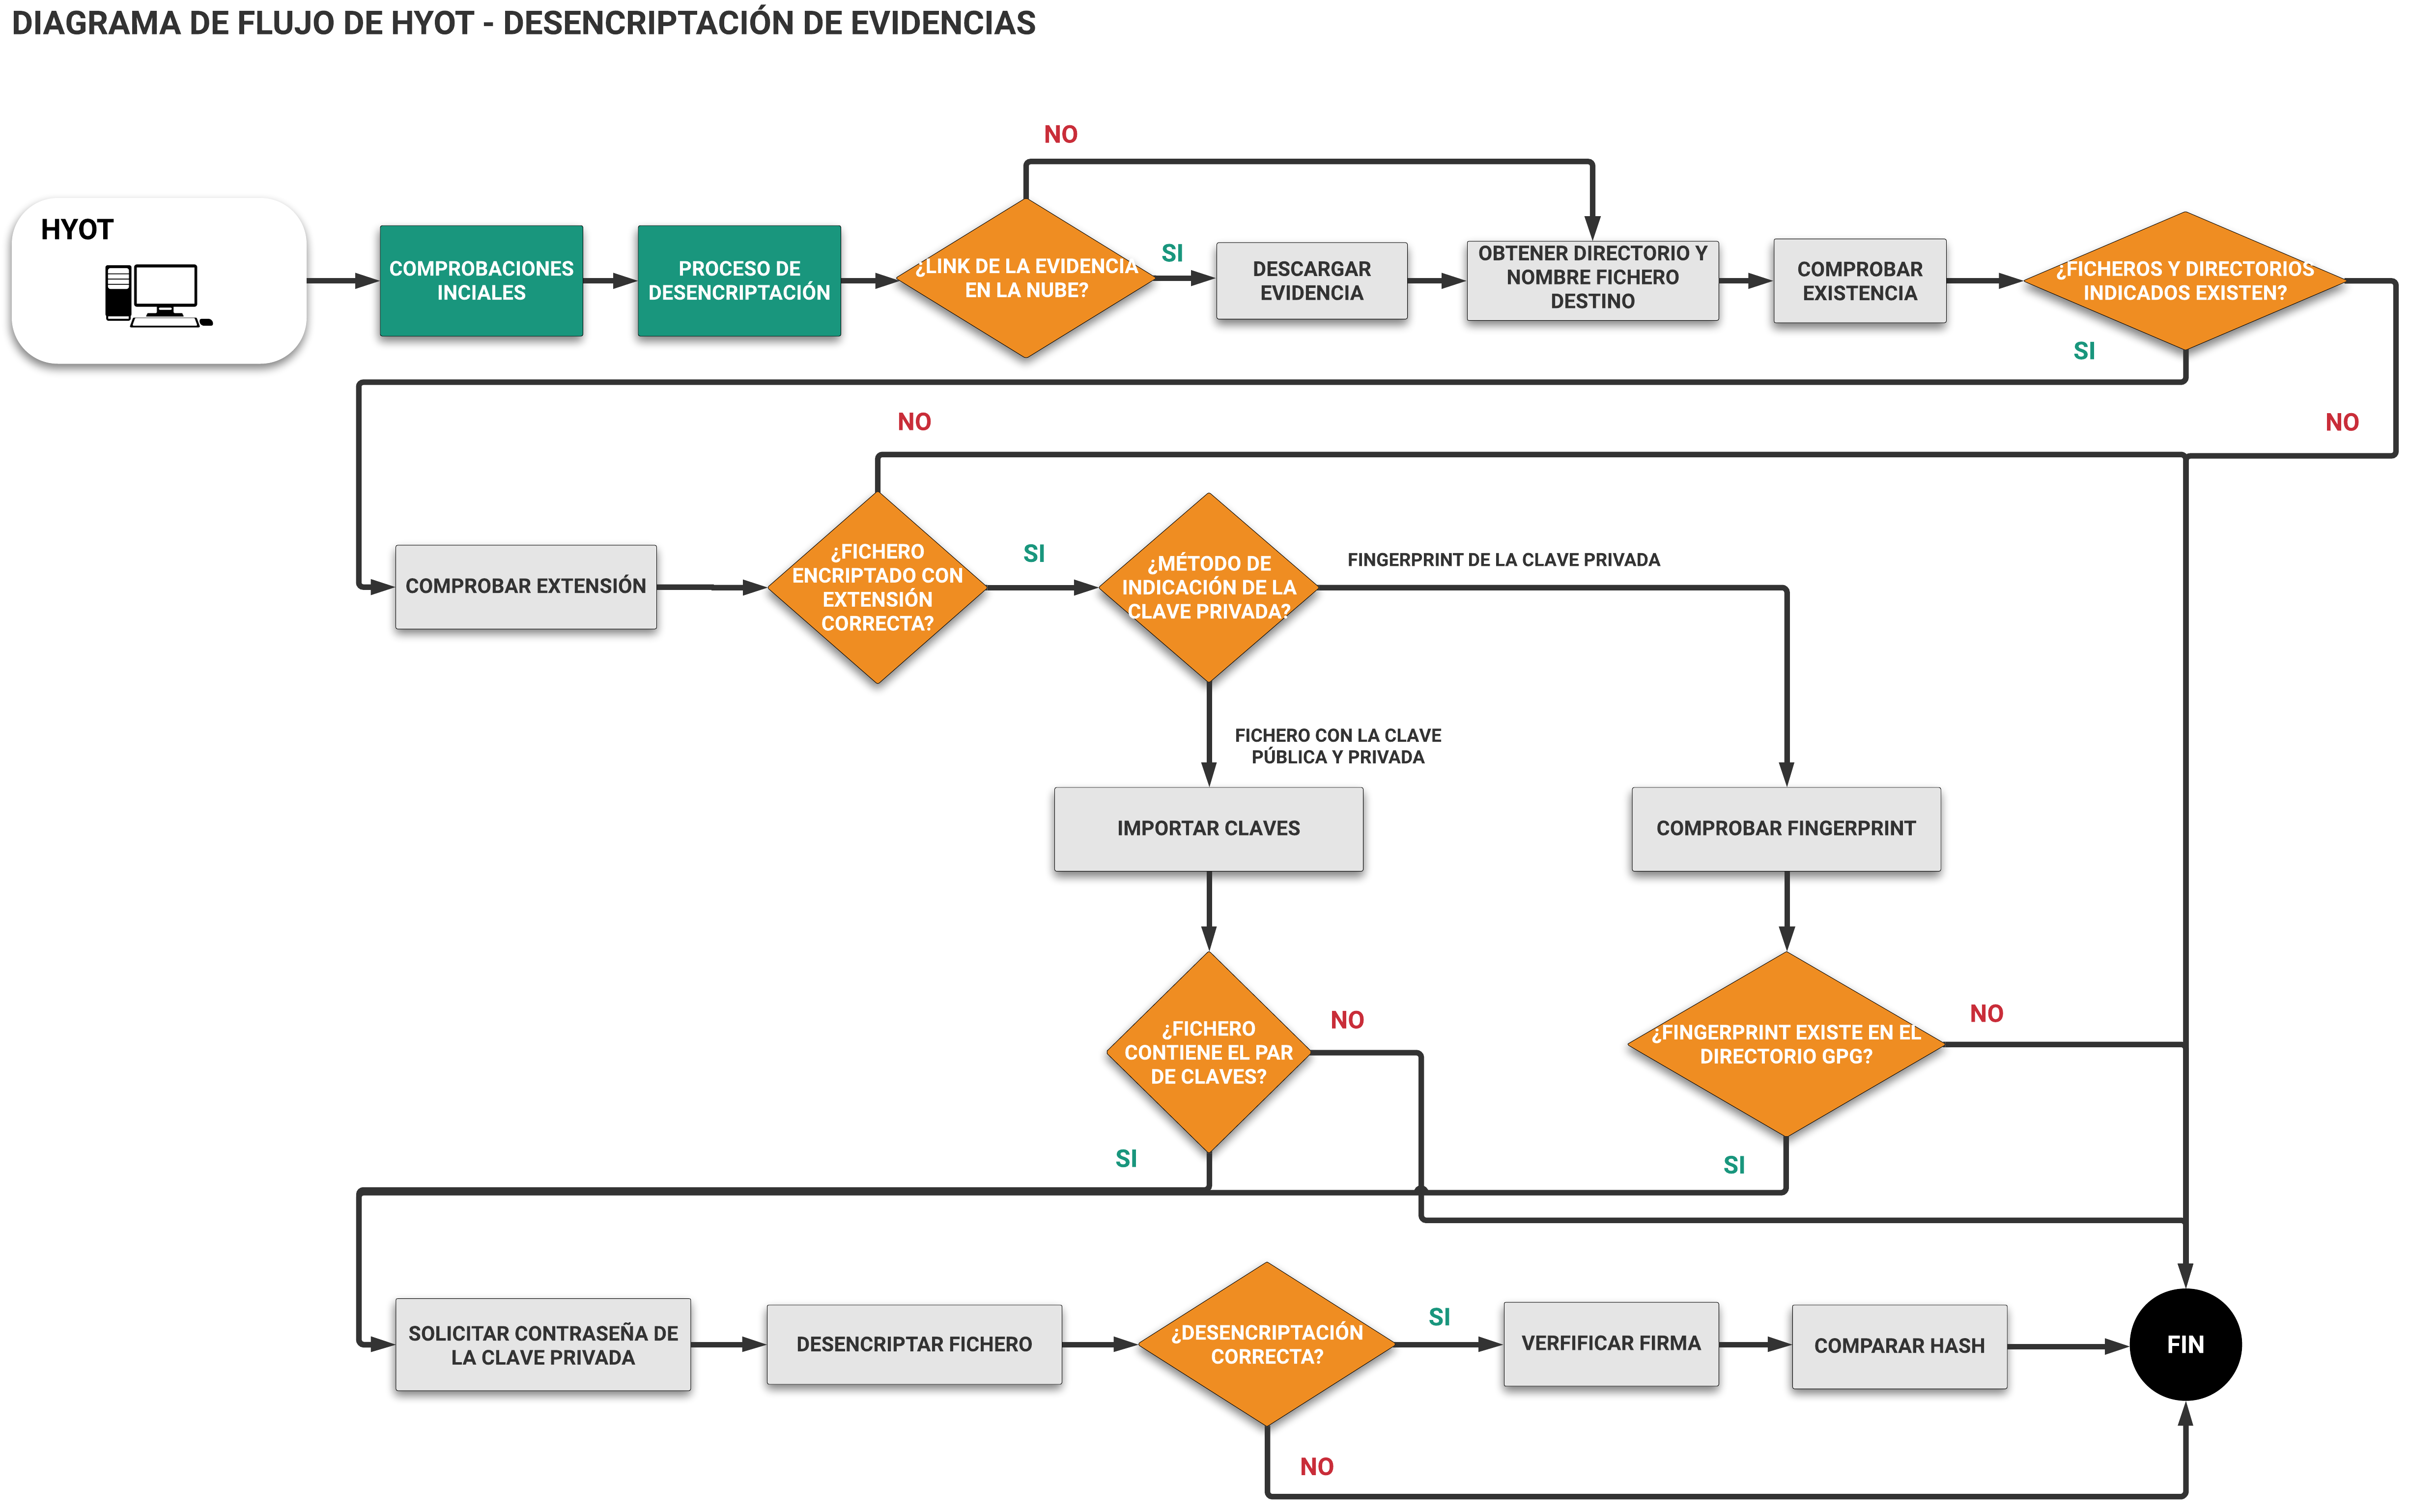 DIAGRAMA DE FLUJO DE HYOT - DESENCRIPTACIÓN DE EVIDENCIAS
NO
HYOT
COMPROBACIONES
INCIALES
PROCESO DE
DESENCRIPTACIÓN
¿LINK DE LA EVIDENCIA
EN LA NUBE?
SI
DESCARGAR
EVIDENCIA
OBTENER DIRECTORIO Y
NOMBRE FICHERO
DESTINO
COMPROBAR
EXISTENCIA
¿FICHEROS Y DIRECTORIOS
INDICADOS EXISTEN?
SI
NO
NO
COMPROBAR EXTENSIÓN
¿FICHERO
ENCRIPTADO CON
EXTENSIÓN
CORRECTA?
SI
¿MÉTODO DE
INDICACIÓN DE LA
CLAVE PRIVADA?
FINGERPRINT DE LA CLAVE PRIVADA
FICHERO CON LA CLAVE
PÚBLICA Y PRIVADA
IMPORTAR CLAVES
COMPROBAR FINGERPRINT
¿FICHERO
CONTIENE EL PAR
DE CLAVES?
NO
¿FINGERPRINT EXISTE EN EL
DIRECTORIO GPG?
NO
SI
SI
SOLICITAR CONTRASEÑA DE
LA CLAVE PRIVADA
DESENCRIPTAR FICHERO
¿DESENCRIPTACIÓN
CORRECTA?
SI
VERFIFICAR FIRMA
COMPARAR HASH
FIN
NO